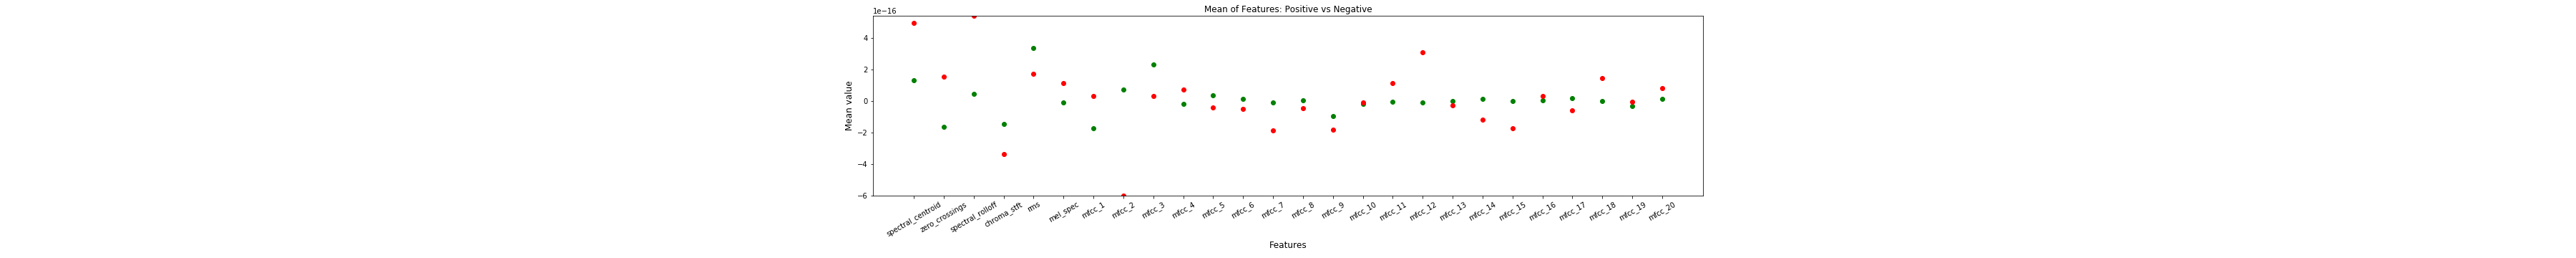 Mean of Features: Positive vs Negative
1e−16
4
2
0
−2
−4
−6
Mean value
spectral_centroid
zero_crossings
spectral_rolloff
chroma_stft
rms
mel_spec
mfcc_1
mfcc_2
mfcc_3
mfcc_4
mfcc_5
mfcc_6
mfcc_7
mfcc_8
mfcc_9
mfcc_10
mfcc_11
mfcc_12
mfcc_13
mfcc_14
mfcc_15
mfcc_16
mfcc_17
mfcc_18
mfcc_19
mfcc_20
Features